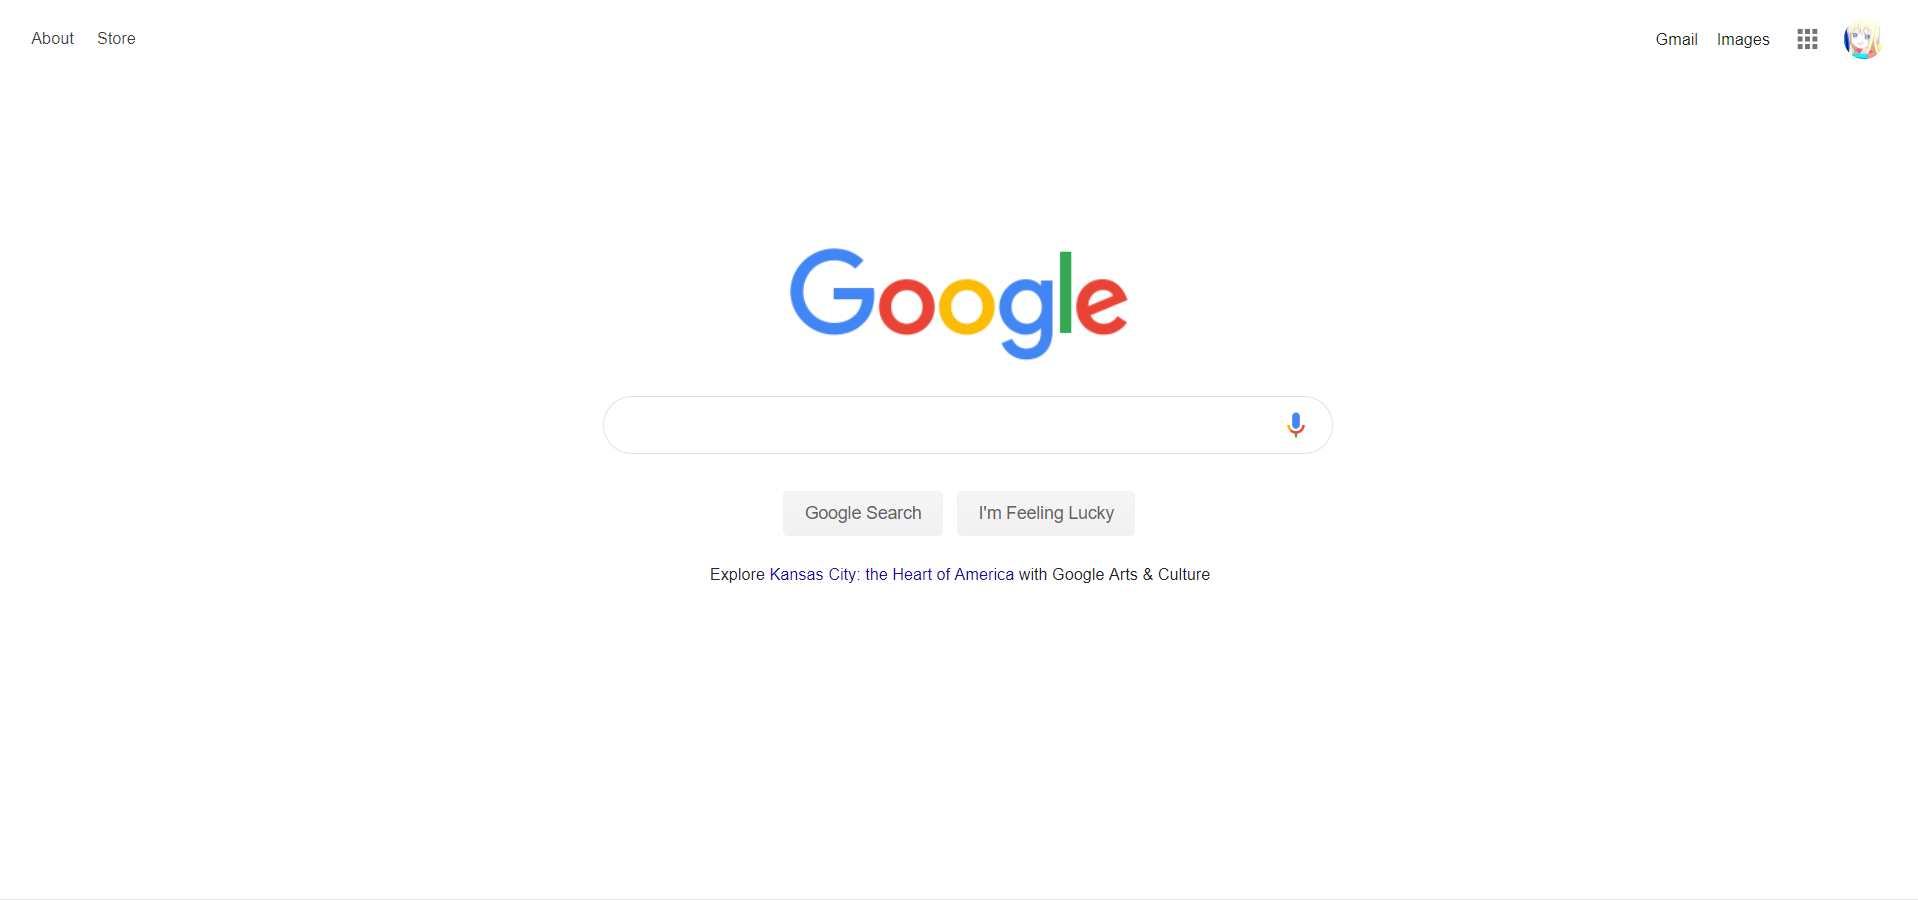 About Store Gmail Images
Google
Google Search I'm Feeling Lucky
Explore Kansas City: the Heart of America with Google Arts & Culture